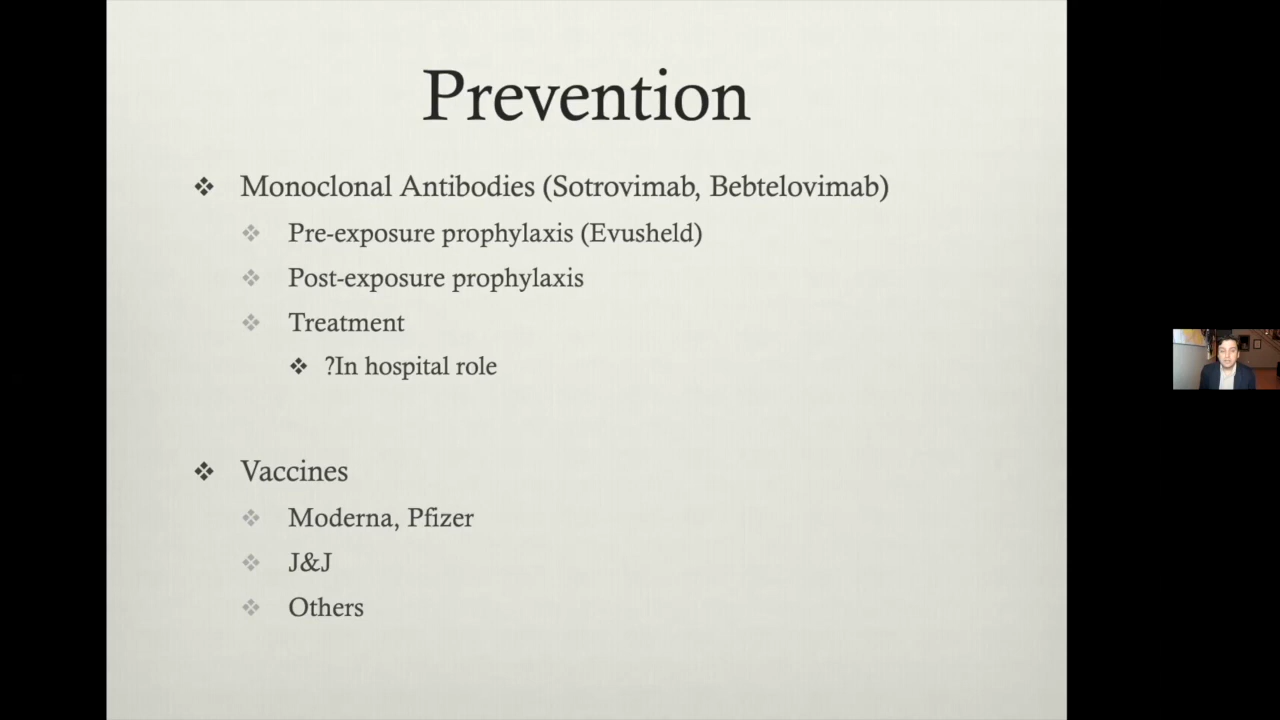 Prevention
Monoclonal Antibodies (Sotrovimab, Bebtelovimab)
Pre-exposure prophylaxis (Evusheld)
Post-exposure prophylaxis
Treatment
?In hospital role
Vaccines
Moderna, Pfizer
J&J
Others